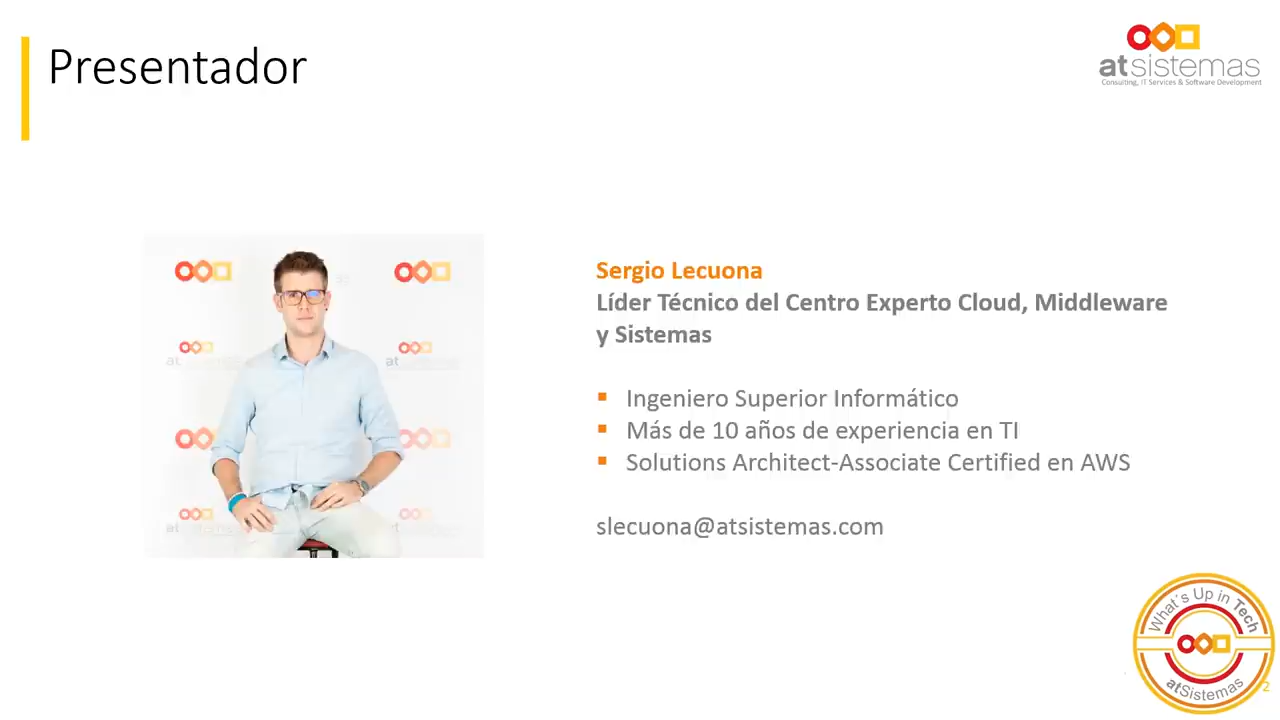 Presentador
atsistemas
Consulting, IT Services & Software Development
Sergio Lecuona
Líder Técnico del Centro Experto Cloud, Middleware
y Sistemas
▪ Ingeniero Superior Informático
▪ Más de 10 años de experiencia en TI
▪ Solutions Architect-Associate Certified en AWS
slecuona@atsistemas.com
What´s Up in Tech
atSistemas
2